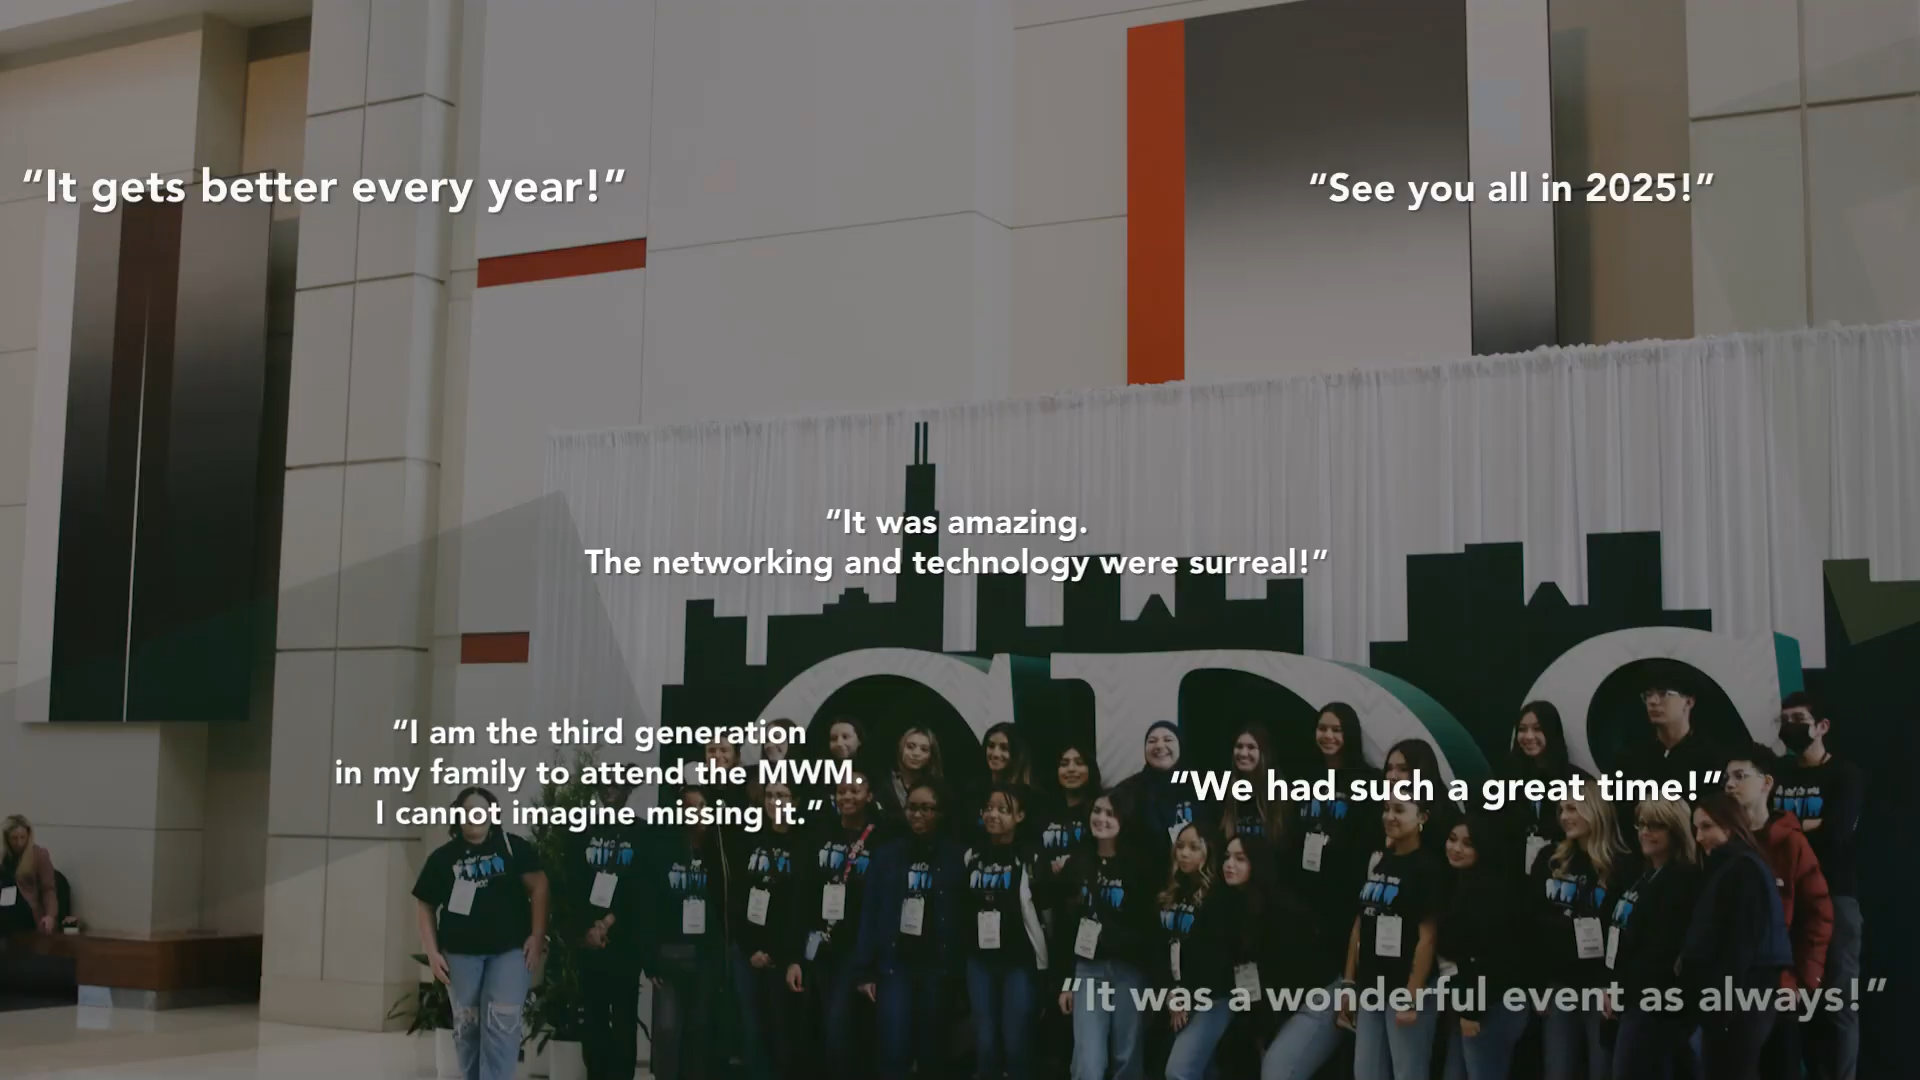 “It gets better every year!”
“See you all in 2025!”
“It was amazing.
The networking and technology were surreal!”
“I am the third generation
in my family to attend the MWM.
I cannot imagine missing it.”
“We had such a great time!”
“It was a wonderful event as always!”
CDS